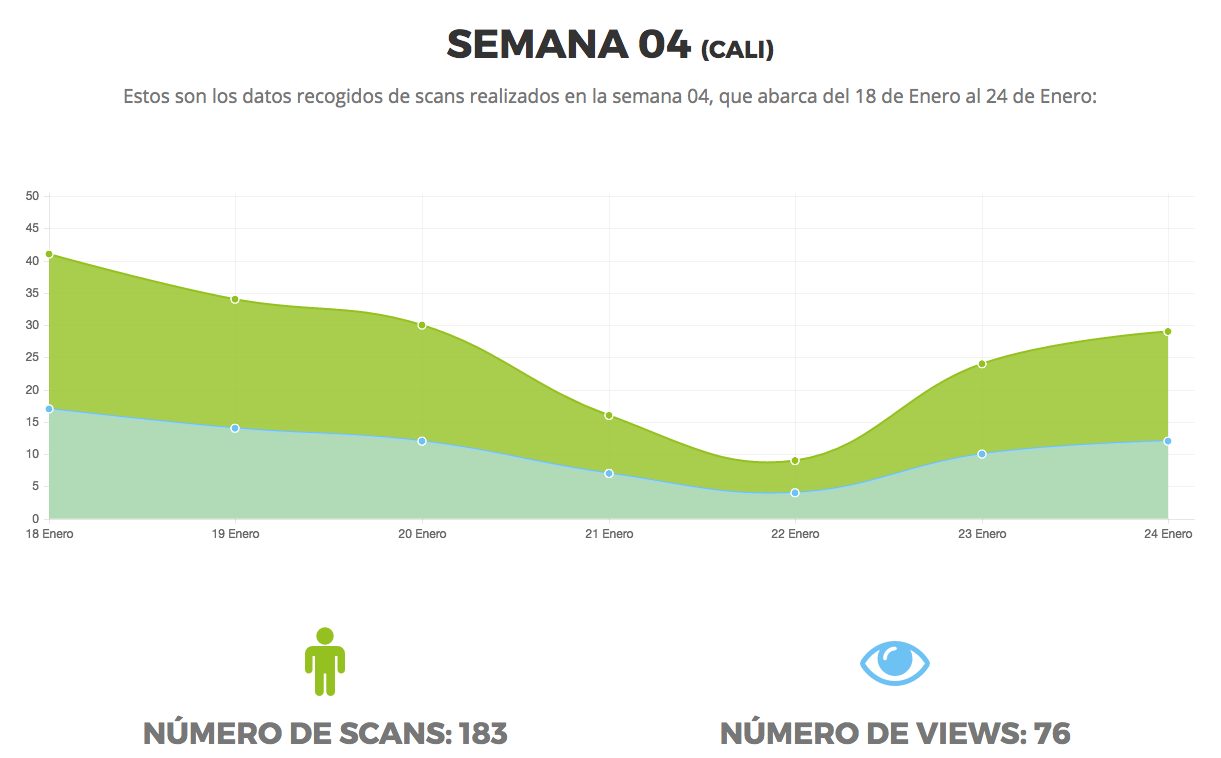 SEMANA 04 (CALI)
Estos son los datos recogidos de scans realizados en la semana 04, que abarca del 18 de Enero al 24 de Enero:
50
45
40
35
30
25
20
15
10
5
0
18 Enero 19 Enero 20 Enero 21 Enero 22 Enero 23 Enero 24 Enero
NÚMERO DE SCANS: 183 NÚMERO DE VIEWS: 76